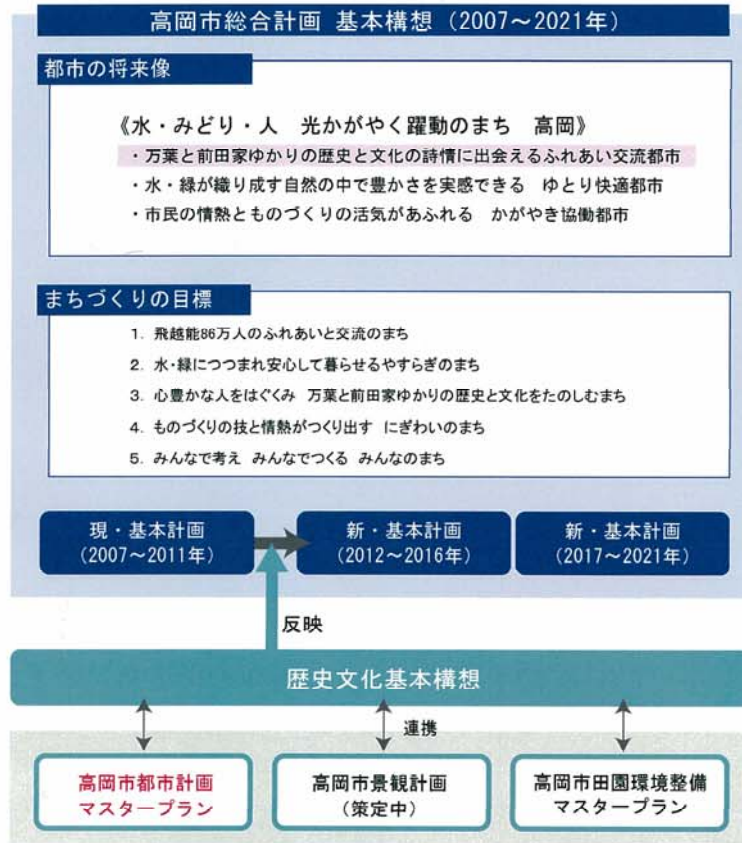 高岡市総合計画 基本構想（2007～2021年）
都市の将来像
《水・みどり・人　光かがやく躍動のまち　高岡》
・万葉と前田家ゆかりの歴史と文化の詩情に出会えるふれあい交流都市
・水・緑が織り成す自然の中で豊かさを実感できる　ゆとり快適都市
・市民の情熱とものづくりの活気があふれる　かがやき協働都市
まちづくりの目標
1. 飛越能86万人のふれあいと交流のまち
2. 水・緑につつまれ安心して暮らせるやすらぎのまち
3. 心豊かな人をはぐくみ 万葉と前田家ゆかりの歴史と文化をたのしむまち
4. ものづくりの技と情熱がつくり出す にぎわいのまち
5. みんなで考え みんなでつくる みんなのまち
現・基本計画
（2007～2011年）
新・基本計画
（2012～2016年）
新・基本計画
（2017～2021年）
反映
歴史文化基本構想
連携
高岡市都市計画
マスタープラン
高岡市景観計画
（策定中）
高岡市田園環境整備
マスタープラン